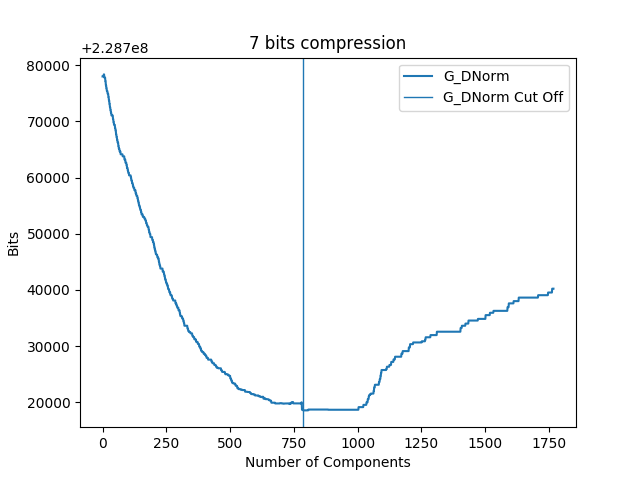 7 bits compression
+2.287e8
G_DNorm
G_DNorm Cut Off
80000
70000
60000
50000
40000
30000
20000
Bits
0 250 500 750 1000 1250 1500 1750
Number of Components